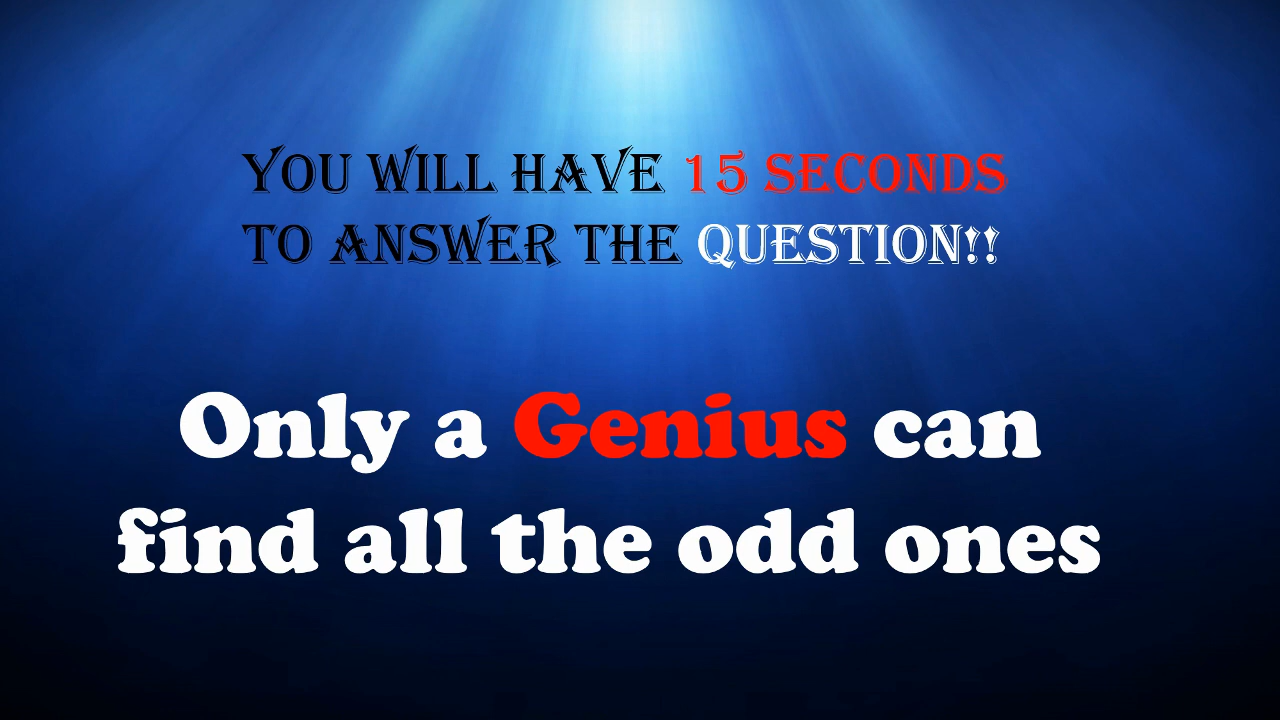 YOU WILL HAVE 15 SECONDS
TO ANSWER THE QUESTION!!
Only a Genius can
find all the odd ones